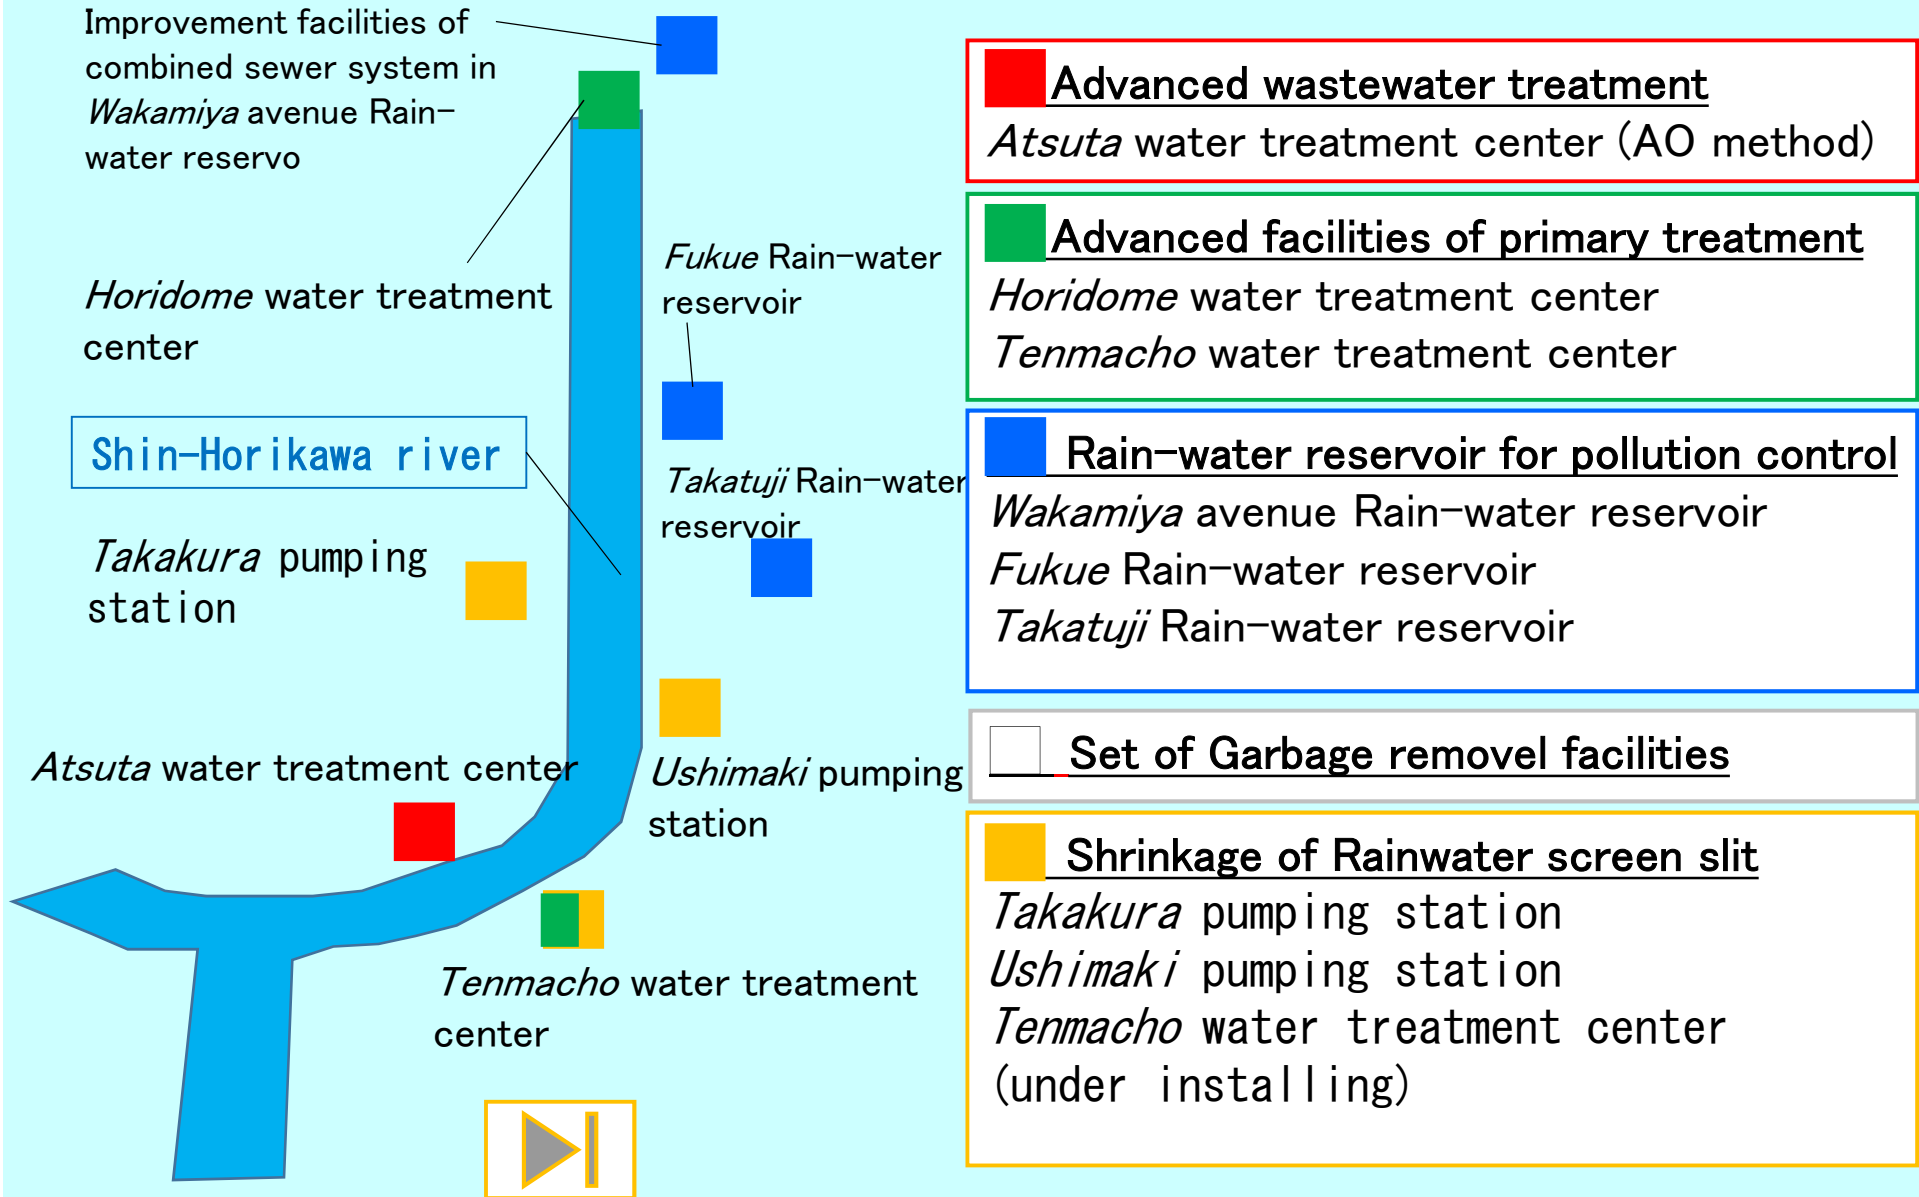 Improvement facilities of
combined sewer system in
Wakamiya avenue Rain-
water reservo
Horidome water treatment
center
Fukue Rain-water
reservoir
Shin-Horikawa river
Takatuji Rain-water
reservoir
Takakura pumping
station
Atsuta water treatment center
Ushimaki pumping
station
Tenmacho water treatment
center
Advanced wastewater treatment
Atsuta water treatment center (AO method)
Advanced facilities of primary treatment
Horidome water treatment center
Tenmacho water treatment center
Rain-water reservoir for pollution control
Wakamiya avenue Rain-water reservoir
Fukue Rain-water reservoir
Takatuji Rain-water reservoir
Set of Garbage removel facilities
Shrinkage of Rainwater screen slit
Takakura pumping station
Ushimaki pumping station
Tenmacho water treatment center
(under installing)